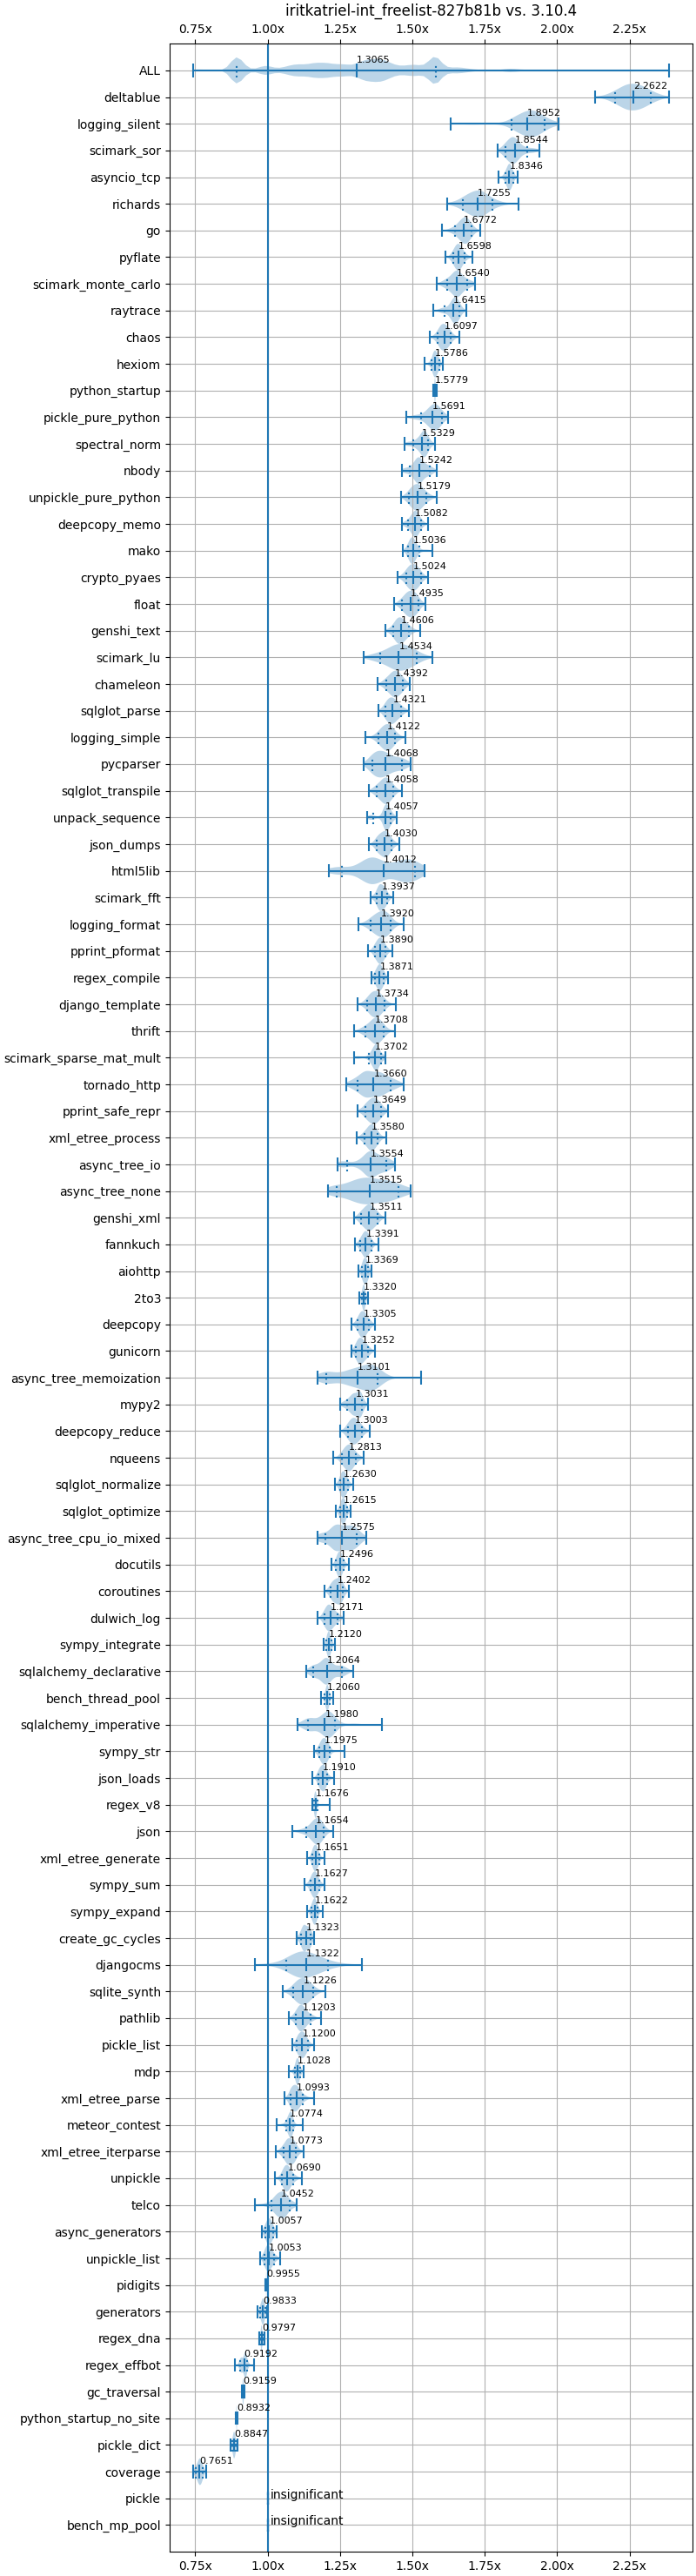 iritkatriel-int_freelist-827b81b vs. 3.10.4
0.75x 1.00x 1.25x 1.50x 1.75x 2.00x 2.25x
ALL 1.3065
deltablue 2.2622
logging_silent 1.8952
scimark_sor 1.8544
asyncio_tcp 1.8346
richards 1.7255
go 1.6772
pyflate 1.6598
scimark_monte_carlo 1.6540
raytrace 1.6415
chaos 1.6097
hexiom 1.5786
python_startup 1.5779
pickle_pure_python 1.5691
spectral_norm 1.5329
nbody 1.5242
unpickle_pure_python 1.5179
deepcopy_memo 1.5082
mako 1.5036
crypto_pyaes 1.5024
float 1.4935
genshi_text 1.4606
scimark_lu 1.4534
chameleon 1.4392
sqlglot_parse 1.4321
logging_simple 1.4122
pycparser 1.4068
sqlglot_transpile 1.4058
unpack_sequence 1.4057
json_dumps 1.4030
html5lib 1.4012
scimark_fft 1.3937
logging_format 1.3920
pprint_pformat 1.3890
regex_compile 1.3871
django_template 1.3734
thrift 1.3708
scimark_sparse_mat_mult 1.3702
tornado_http 1.3660
pprint_safe_repr 1.3649
xml_etree_process 1.3580
async_tree_io 1.3554
async_tree_none 1.3515
genshi_xml 1.3511
fannkuch 1.3391
aiohttp 1.3369
2to3 1.3320
deepcopy 1.3305
gunicorn 1.3252
async_tree_memoization 1.3101
mypy2 1.3031
deepcopy_reduce 1.3003
nqueens 1.2813
sqlglot_normalize 1.2630
sqlglot_optimize 1.2615
async_tree_cpu_io_mixed 1.2575
docutils 1.2496
coroutines 1.2402
dulwich_log 1.2171
sympy_integrate 1.2120
sqlalchemy_declarative 1.2064
bench_thread_pool 1.2060
sqlalchemy_imperative 1.1980
sympy_str 1.1975
json_loads 1.1910
regex_v8 1.1676
json 1.1654
xml_etree_generate 1.1651
sympy_sum 1.1627
sympy_expand 1.1622
create_gc_cycles 1.1323
djangocms 1.1322
sqlite_synth 1.1226
pathlib 1.1203
pickle_list 1.1200
mdp 1.1028
xml_etree_parse 1.0993
meteor_contest 1.0774
xml_etree_iterparse 1.0773
unpickle 1.0690
telco 1.0452
async_generators 1.0057
unpickle_list 1.0053
pidigits 0.9955
generators 0.9833
regex_dna 0.9797
regex_effbot 0.9192
gc_traversal 0.9159
python_startup_no_site 0.8932
pickle_dict 0.8847
coverage 0.7651
pickle insignificant
bench_mp_pool insignificant
0.75x 1.00x 1.25x 1.50x 1.75x 2.00x 2.25x